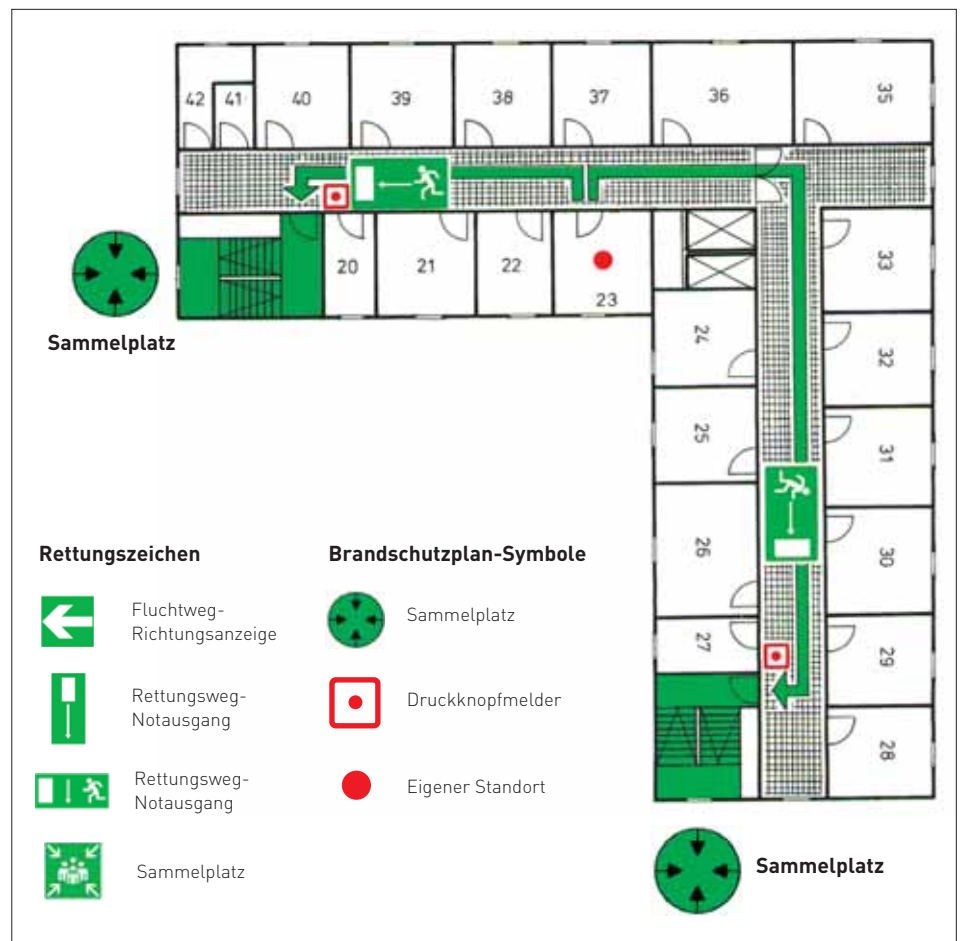 42
41
40
39
38
37
36
35
20
21
22
23
33
24
32
25
31
26
30
27
29
28
Sammelplatz
Rettungszeichen
Fluchtweg-
Richtungsanzeige
Rettungsweg-
Notausgang
Rettungsweg-
Notausgang
Sammelplatz
Brandschutzplan-Symbole
Sammelplatz
Druckknopfmelder
Eigener Standort
Sammelplatz